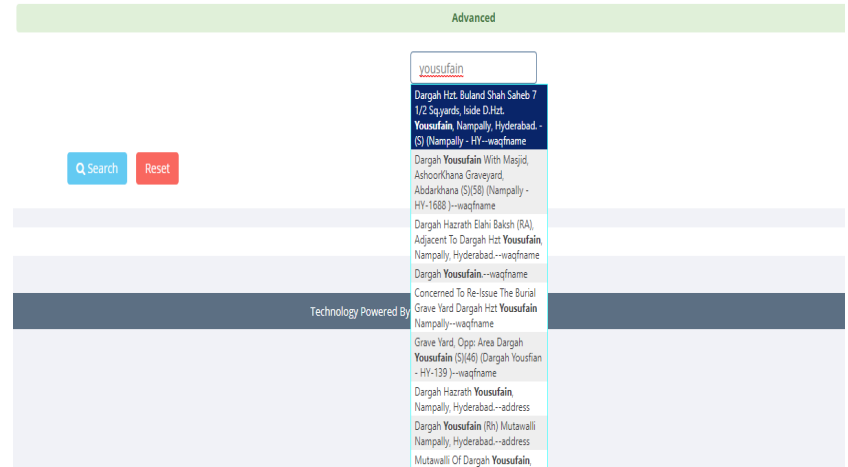 Advanced
yousufain
Dargah Hzt. Buland Shah Saheb 7
1/2 Sq.yards, Iside D.Hzt.
Yousufain, Nampally, Hyderabad. -
(S) (Nampally - HY--waqfname
Dargah Yousufain With Masjid,
AshoorKhana Graveyard,
Abdarkhana (S)(58) (Nampally -
HY-1688 )--waqfname
Dargah Hazrath Elahi Baksh (RA),
Adjacent To Dargah Hzt Yousufain,
Nampally, Hyderabad.--waqfname
Dargah Yousufain.--waqfname
Concerned To Re-Issue The Burial
Grave Yard Dargah Hzt Yousufain
Nampally--waqfname
Grave Yard, Opp: Area Dargah
Yousufain (S)(46) (Dargah Yousfian
- HY-139 )--waqfname
Dargah Hazrath Yousufain,
Nampally, Hyderabad.--address
Dargah Yousufain (Rh) Mutawalli
Nampally, Hyderabad.--address
Mutawalli Of Dargah Yousufain,
Search
Reset
Technology Powered By